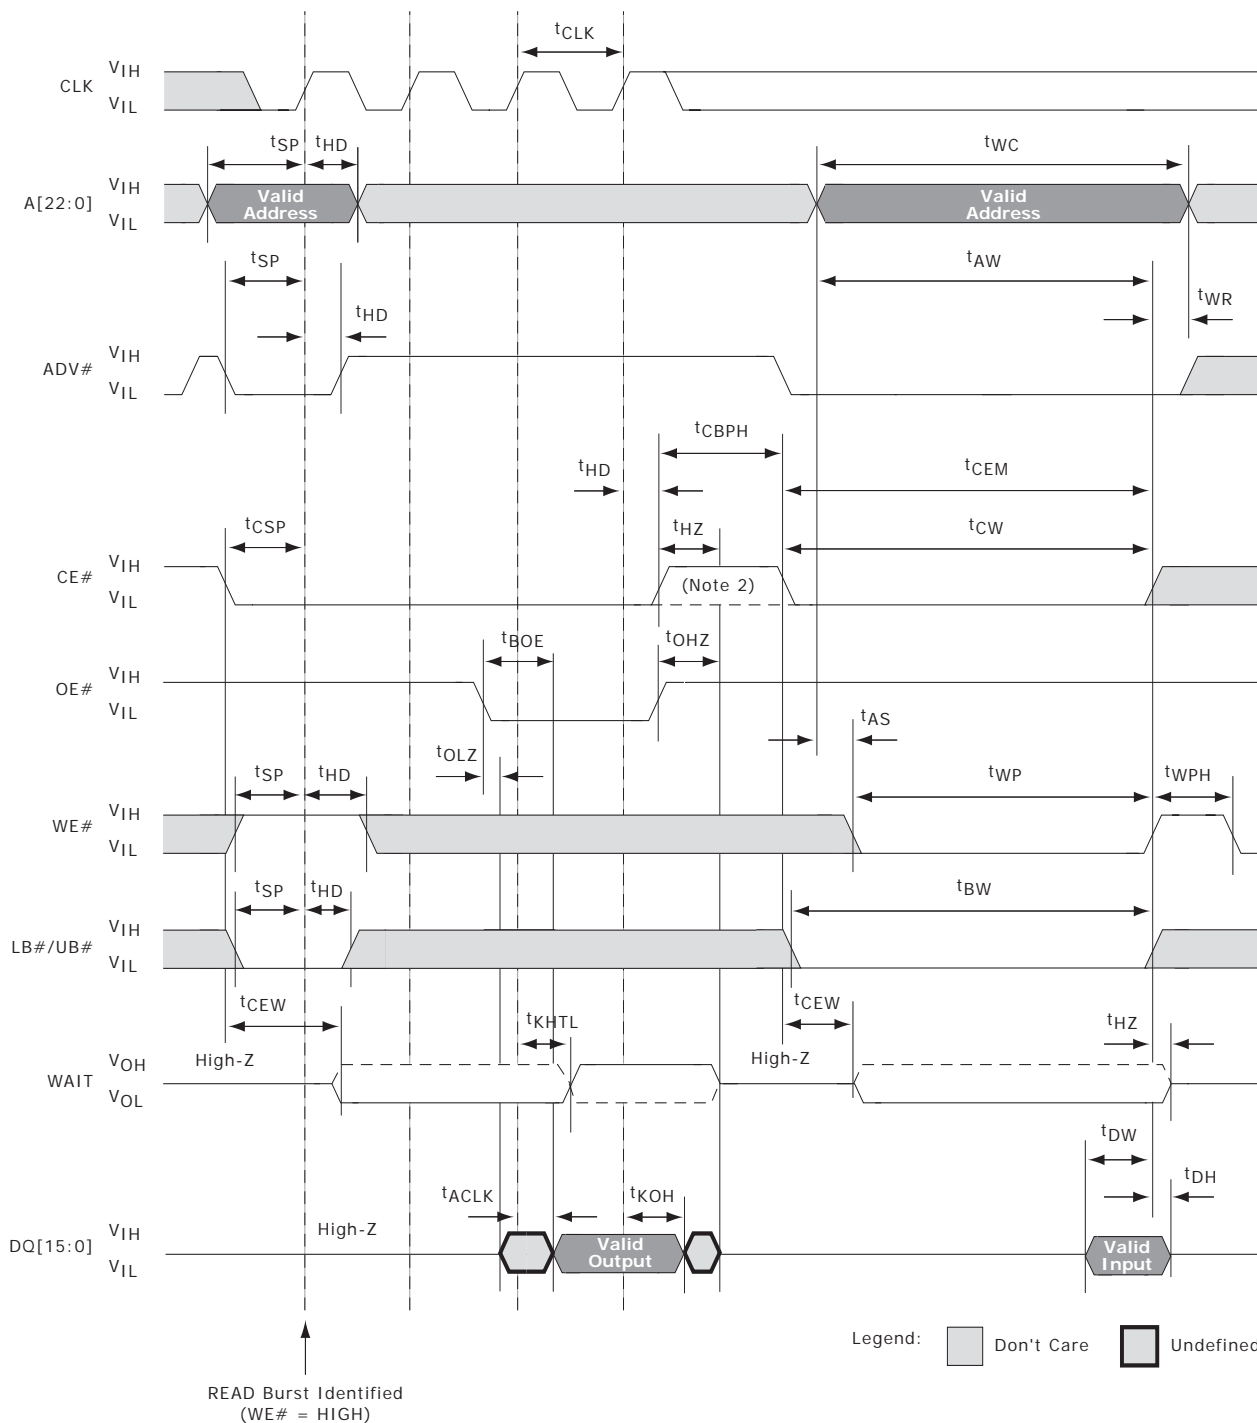 tCLK
CLK
VIH
VIL
tSP
tHD
tWC
A[22:0]
VIH
VIL
Valid
Address
Valid
Address
tSP
tAW
tHD
tWR
ADV#
VIH
VIL
tCBPH
tHD
tCEM
tCSP
tHZ
tCW
CE#
VIH
VIL
(Note 2)
tBOE
tOHZ
OE#
VIH
VIL
tAS
tOLZ
tSP
tHD
tWP
tWPH
WE#
VIH
VIL
tSP
tHD
tBW
LB#/UB#
VIH
VIL
tCEW
tKHTL
tCEW
tHZ
WAIT
VOH
VOL
High-Z
High-Z
tDW
tACLK
tKOH
tDH
DQ[15:0]
VIH
VIL
High-Z
Valid
Output
Valid
Input
Legend:
Don't Care
Undefined
READ Burst Identified
(WE# = HIGH)